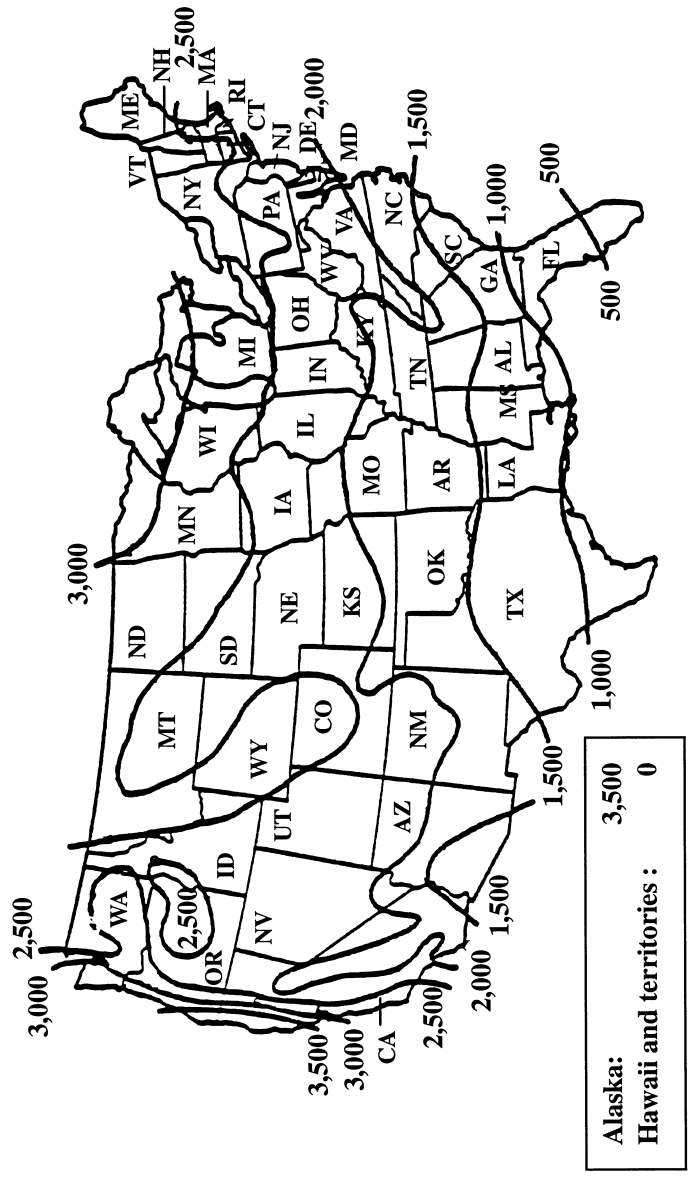 2,500
3,000
3,500
3,000
CA
2,500
2,000
1,500
1,500
1,000
500
500
1,000
1,500
2,000
2,500
3,000
2,500
WA
OR
ID
NV
UT
AZ
MT
WY
CO
NM
ND
SD
NE
KS
OK
TX
MN
IA
MO
AR
LA
WI
IL
MS
MI
IN
OH
KY
TN
AL
GA
FL
SC
NC
VA
WV
PA
NY
VT
ME
NH
MA
RI
CT
NJ
DE
MD
Alaska: 3,500
Hawaii and territories : 0